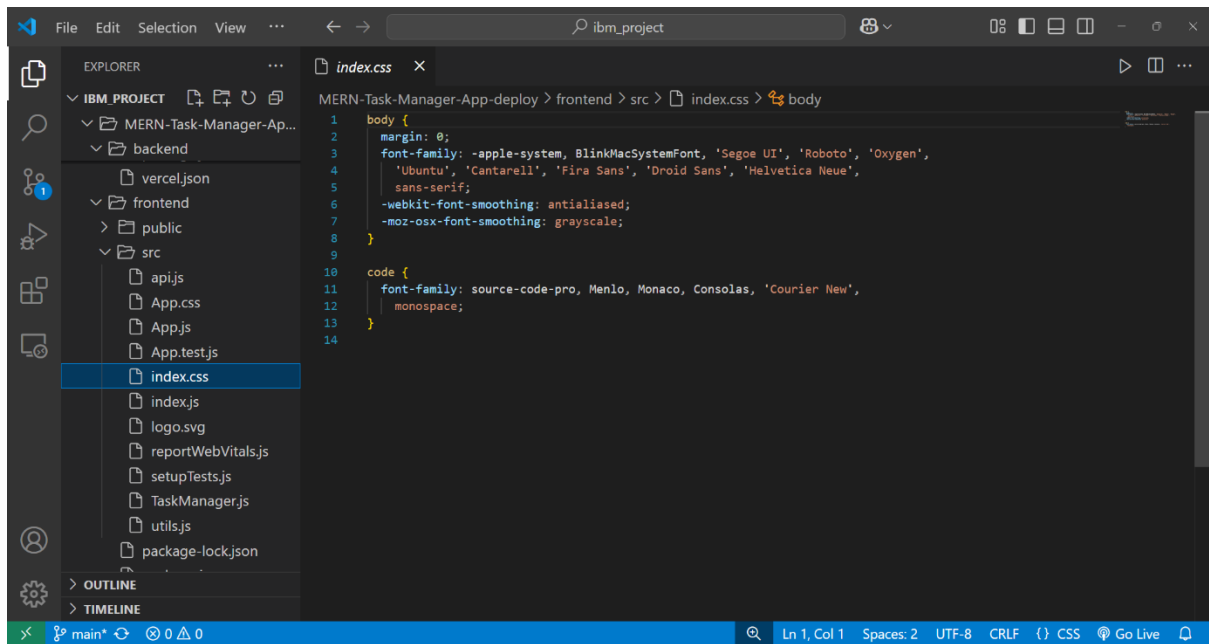 File Edit Selection View ··· ibm_project
EXPLORER ···
IBM_PROJECT
MERN-Task-Manager-Ap...
backend
vercel.json
frontend
public
src
api.js
App.css
App.js
App.test.js
index.css
index.js
logo.svg
reportWebVitals.js
setupTests.js
TaskManager.js
utils.js
package-lock.json
OUTLINE
TIMELINE
index.css
MERN-Task-Manager-App-deploy > frontend > src > index.css > body
1 body {
2 margin: 0;
3 font-family: -apple-system, BlinkMacSystemFont, 'Segoe UI', 'Roboto', 'Oxygen',
4 'Ubuntu', 'Cantarell', 'Fira Sans', 'Droid Sans', 'Helvetica Neue',
5 sans-serif;
6 -webkit-font-smoothing: antialiased;
7 -moz-osx-font-smoothing: grayscale;
8 }
9
10 code {
11 font-family: source-code-pro, Menlo, Monaco, Consolas, 'Courier New',
12 monospace;
13 }
14
1
main* 0 0 Ln 1, Col 1 Spaces: 2 UTF-8 CRLF {} CSS Go Live